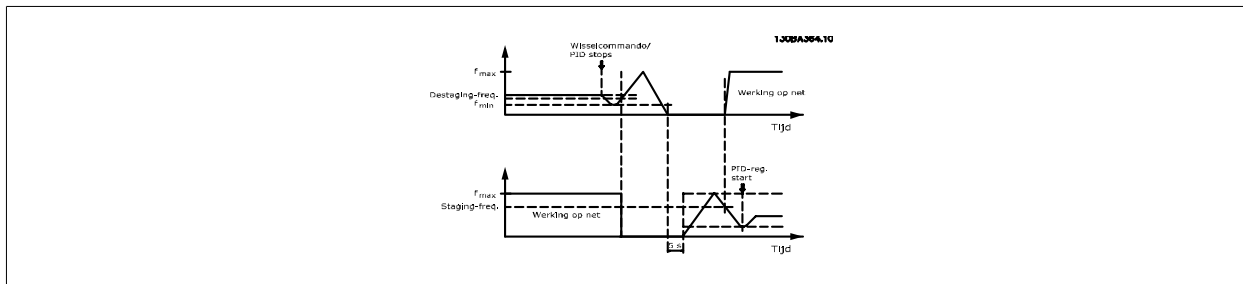 130BA364.10
Wisselcommando/
PID stops
fmax
Destaging-freq.
fmin
Werking op net
Tijd
PID-reg.
start
fmax
Staging-freq.
Werking op net
5 s
Tijd